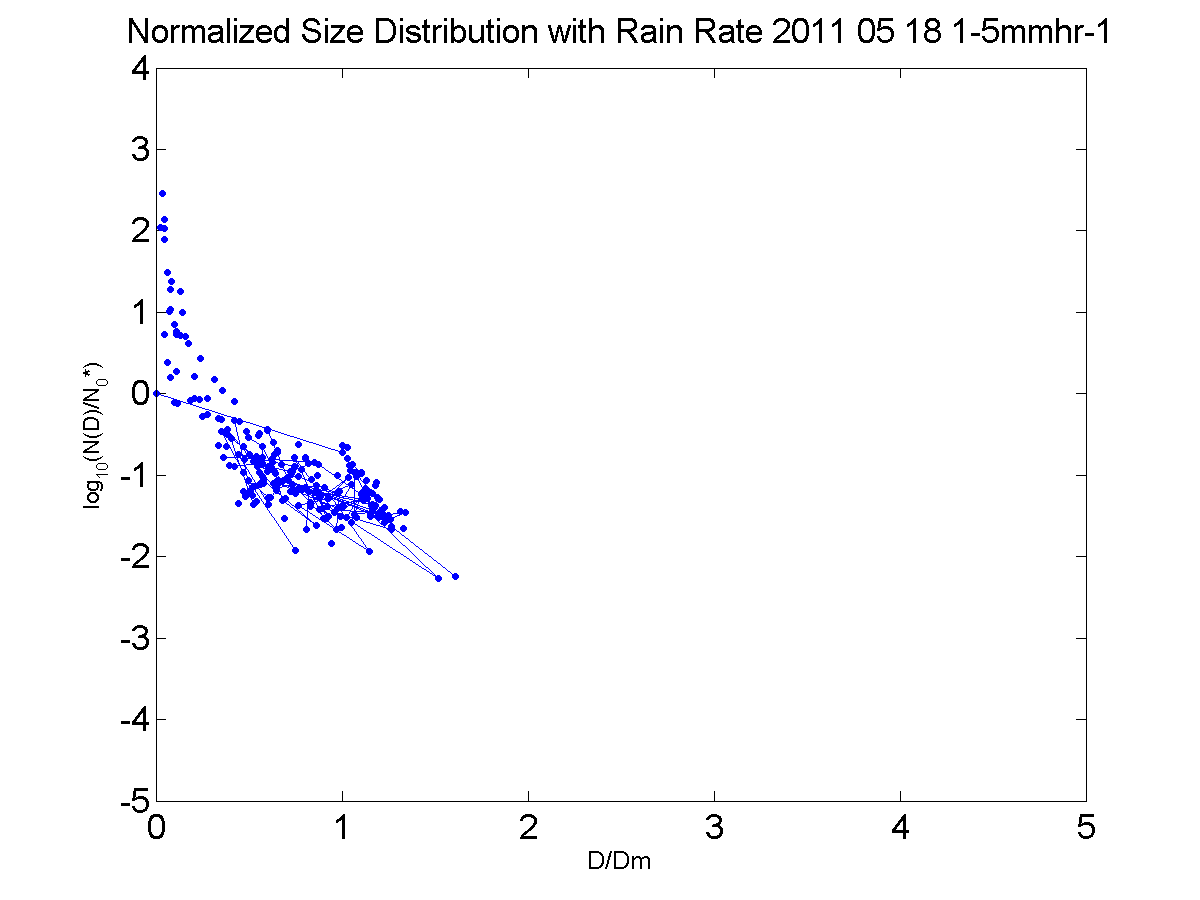 Normalized Size Distribution with Rain Rate 2011 05 18 1-5mmhr-1
4
3
2
1
0
-1
-2
-3
-4
-5
log10(N(D)/N0*)
0 1 2 3 4 5
D/Dm